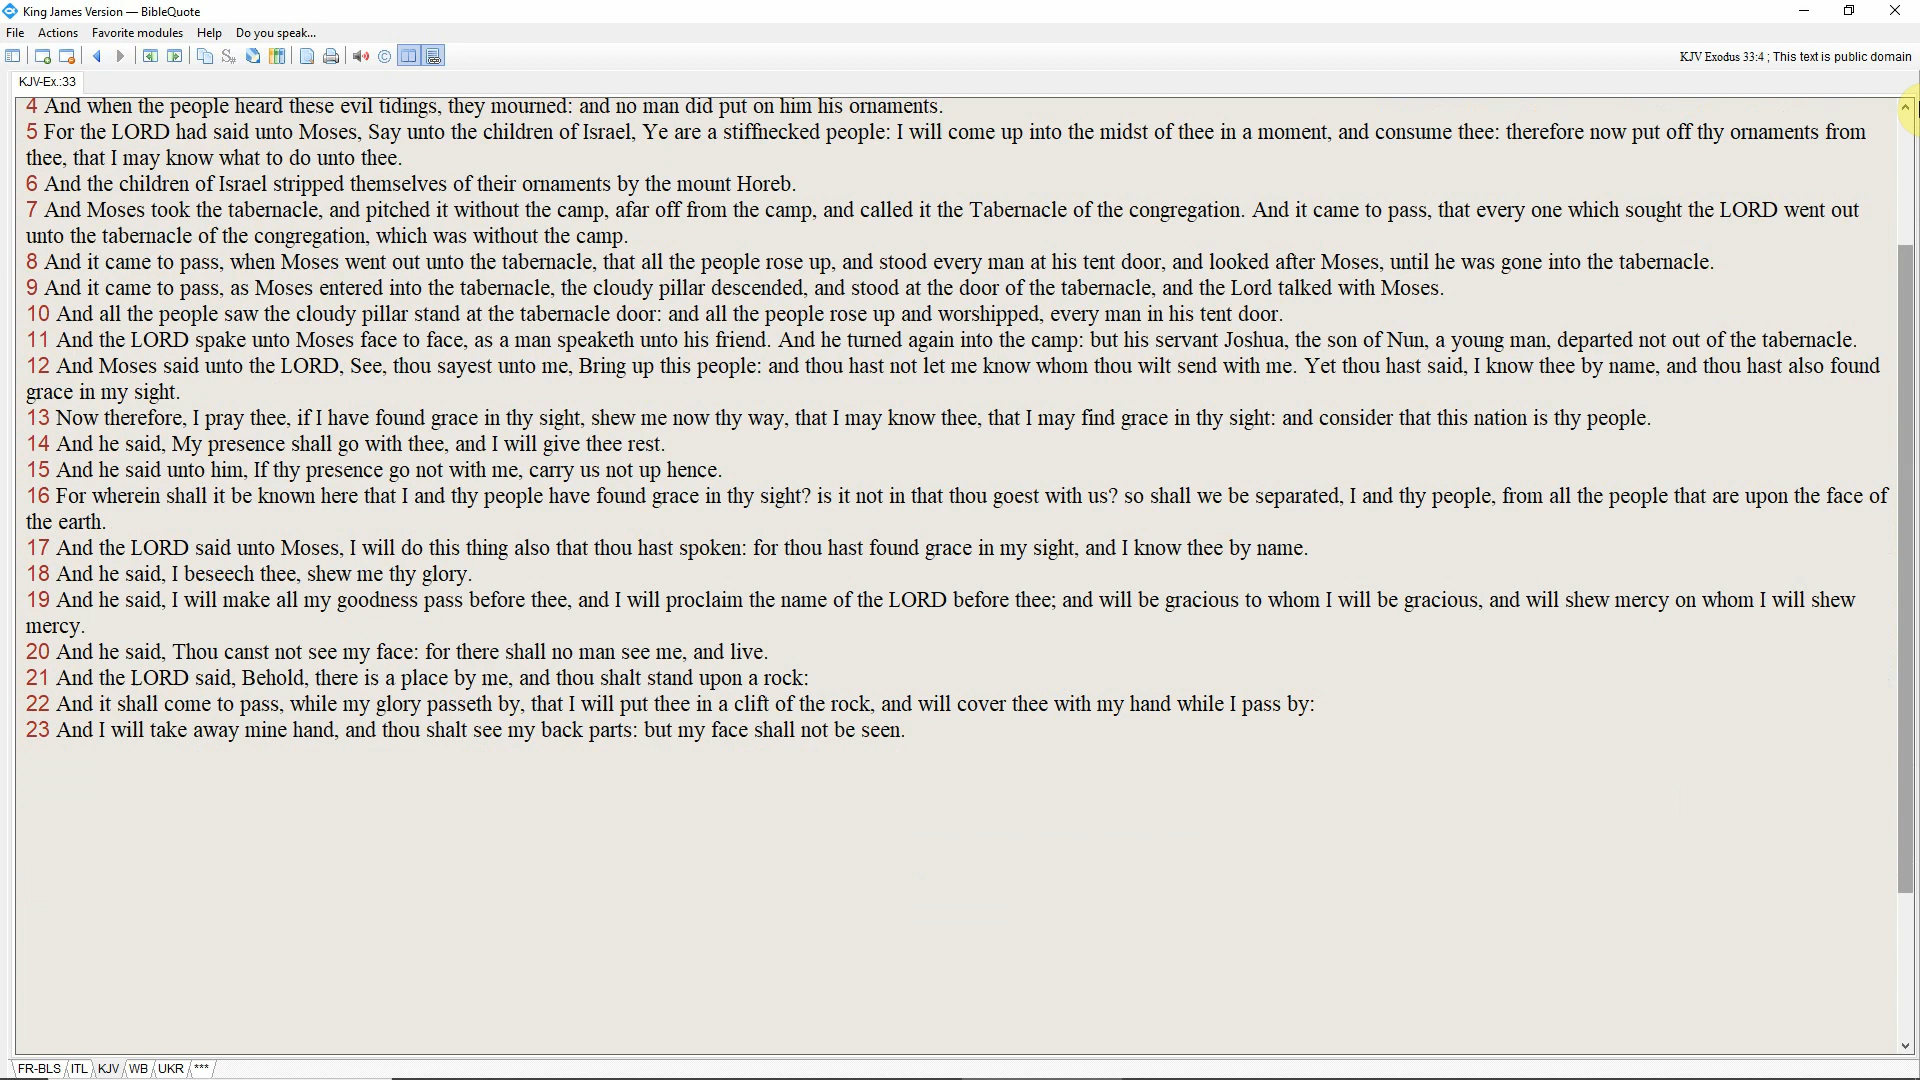 King James Version — BibleQuote
File Actions Favorite modules Help Do you speak...
KJV Exodus 33:4 ; This text is public domain
KJV-Ex.:33
4 And when the people heard these evil tidings, they mourned: and no man did put on him his ornaments.
5 For the LORD had said unto Moses, Say unto the children of Israel, Ye are a stiffnecked people: I will come up into the midst of thee in a moment, and consume thee: therefore now put off thy ornaments from
thee, that I may know what to do unto thee.
6 And the children of Israel stripped themselves of their ornaments by the mount Horeb.
7 And Moses took the tabernacle, and pitched it without the camp, afar off from the camp, and called it the Tabernacle of the congregation. And it came to pass, that every one which sought the LORD went out
unto the tabernacle of the congregation, which was without the camp.
8 And it came to pass, when Moses went out unto the tabernacle, that all the people rose up, and stood every man at his tent door, and looked after Moses, until he was gone into the tabernacle.
9 And it came to pass, as Moses entered into the tabernacle, the cloudy pillar descended, and stood at the door of the tabernacle, and the Lord talked with Moses.
10 And all the people saw the cloudy pillar stand at the tabernacle door: and all the people rose up and worshipped, every man in his tent door.
11 And the LORD spake unto Moses face to face, as a man speaketh unto his friend. And he turned again into the camp: but his servant Joshua, the son of Nun, a young man, departed not out of the tabernacle.
12 And Moses said unto the LORD, See, thou sayest unto me, Bring up this people: and thou hast not let me know whom thou wilt send with me. Yet thou hast said, I know thee by name, and thou hast also found
grace in my sight.
13 Now therefore, I pray thee, if I have found grace in thy sight, shew me now thy way, that I may know thee, that I may find grace in thy sight: and consider that this nation is thy people.
14 And he said, My presence shall go with thee, and I will give thee rest.
15 And he said unto him, If thy presence go not with me, carry us not up hence.
16 For wherein shall it be known here that I and thy people have found grace in thy sight? is it not in that thou goest with us? so shall we be separated, I and thy people, from all the people that are upon the face of
the earth.
17 And the LORD said unto Moses, I will do this thing also that thou hast spoken: for thou hast found grace in my sight, and I know thee by name.
18 And he said, I beseech thee, shew me thy glory.
19 And he said, I will make all my goodness pass before thee, and I will proclaim the name of the LORD before thee; and will be gracious to whom I will be gracious, and will shew mercy on whom I will shew
mercy.
20 And he said, Thou canst not see my face: for there shall no man see me, and live.
21 And the LORD said, Behold, there is a place by me, and thou shalt stand upon a rock:
22 And it shall come to pass, while my glory passeth by, that I will put thee in a clift of the rock, and will cover thee with my hand while I pass by:
23 And I will take away mine hand, and thou shalt see my back parts: but my face shall not be seen.
FR-BLS ITL KJV WB UKR ***